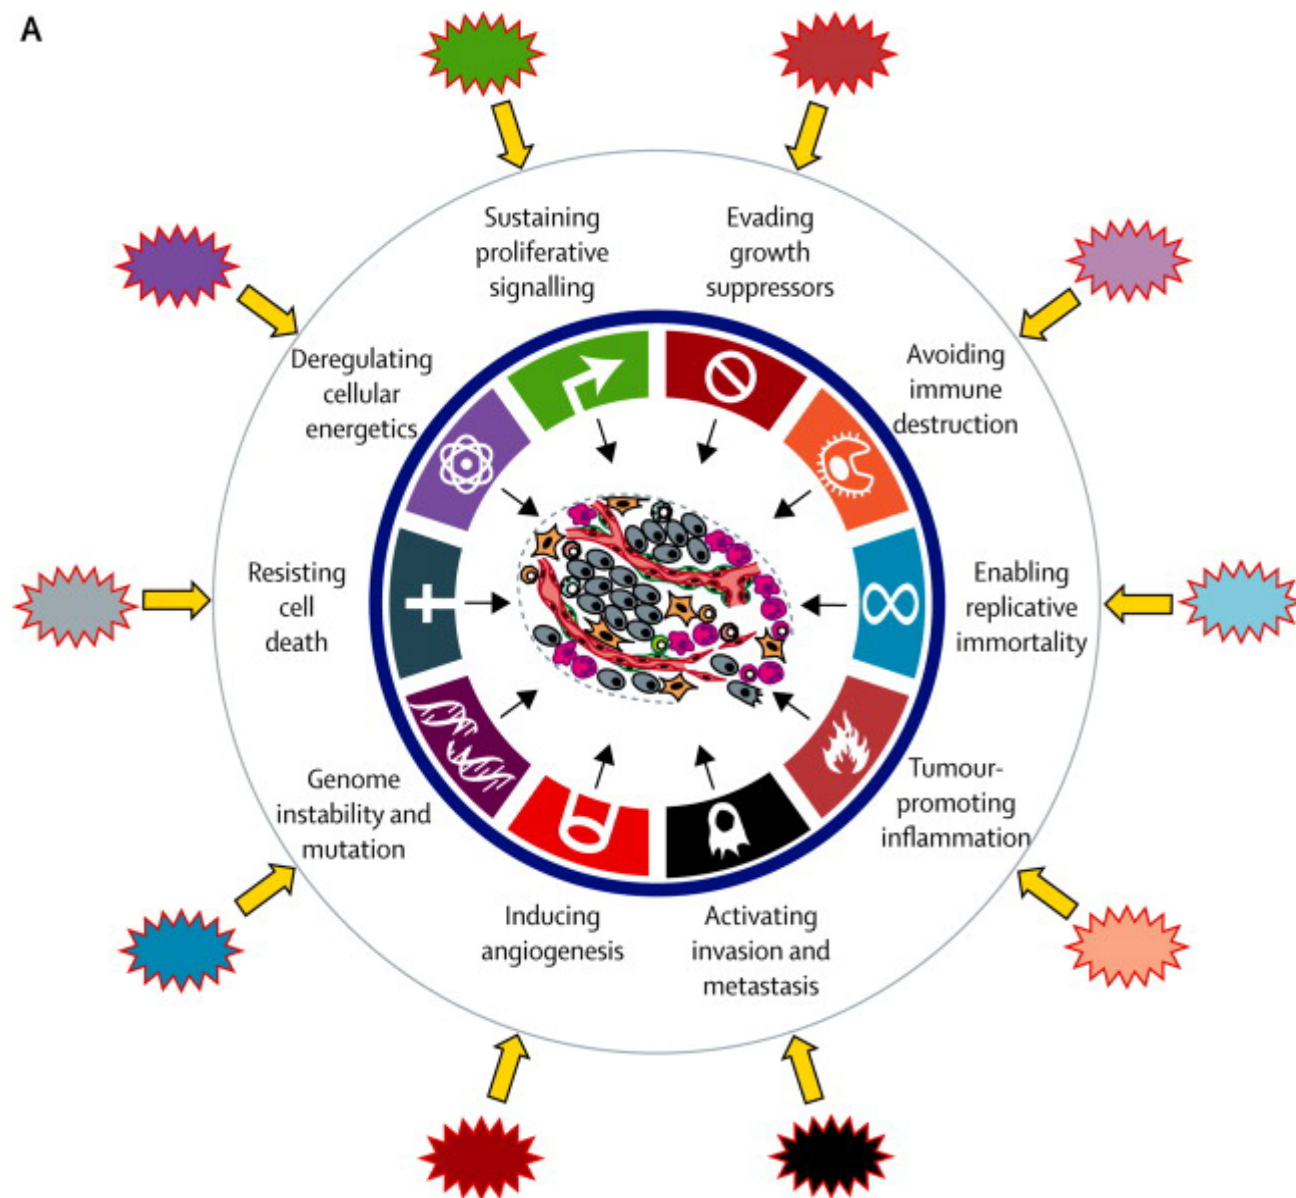 A
Sustaining
proliferative
signalling
Evading
growth
suppressors
Deregulating
cellular
energetics
Avoiding
immune
destruction
Resisting
cell
death
Enabling
replicative
immortality
Genome
instability and
mutation
Tumour-
promoting
inflammation
Inducing
angiogenesis
Activating
invasion and
metastasis